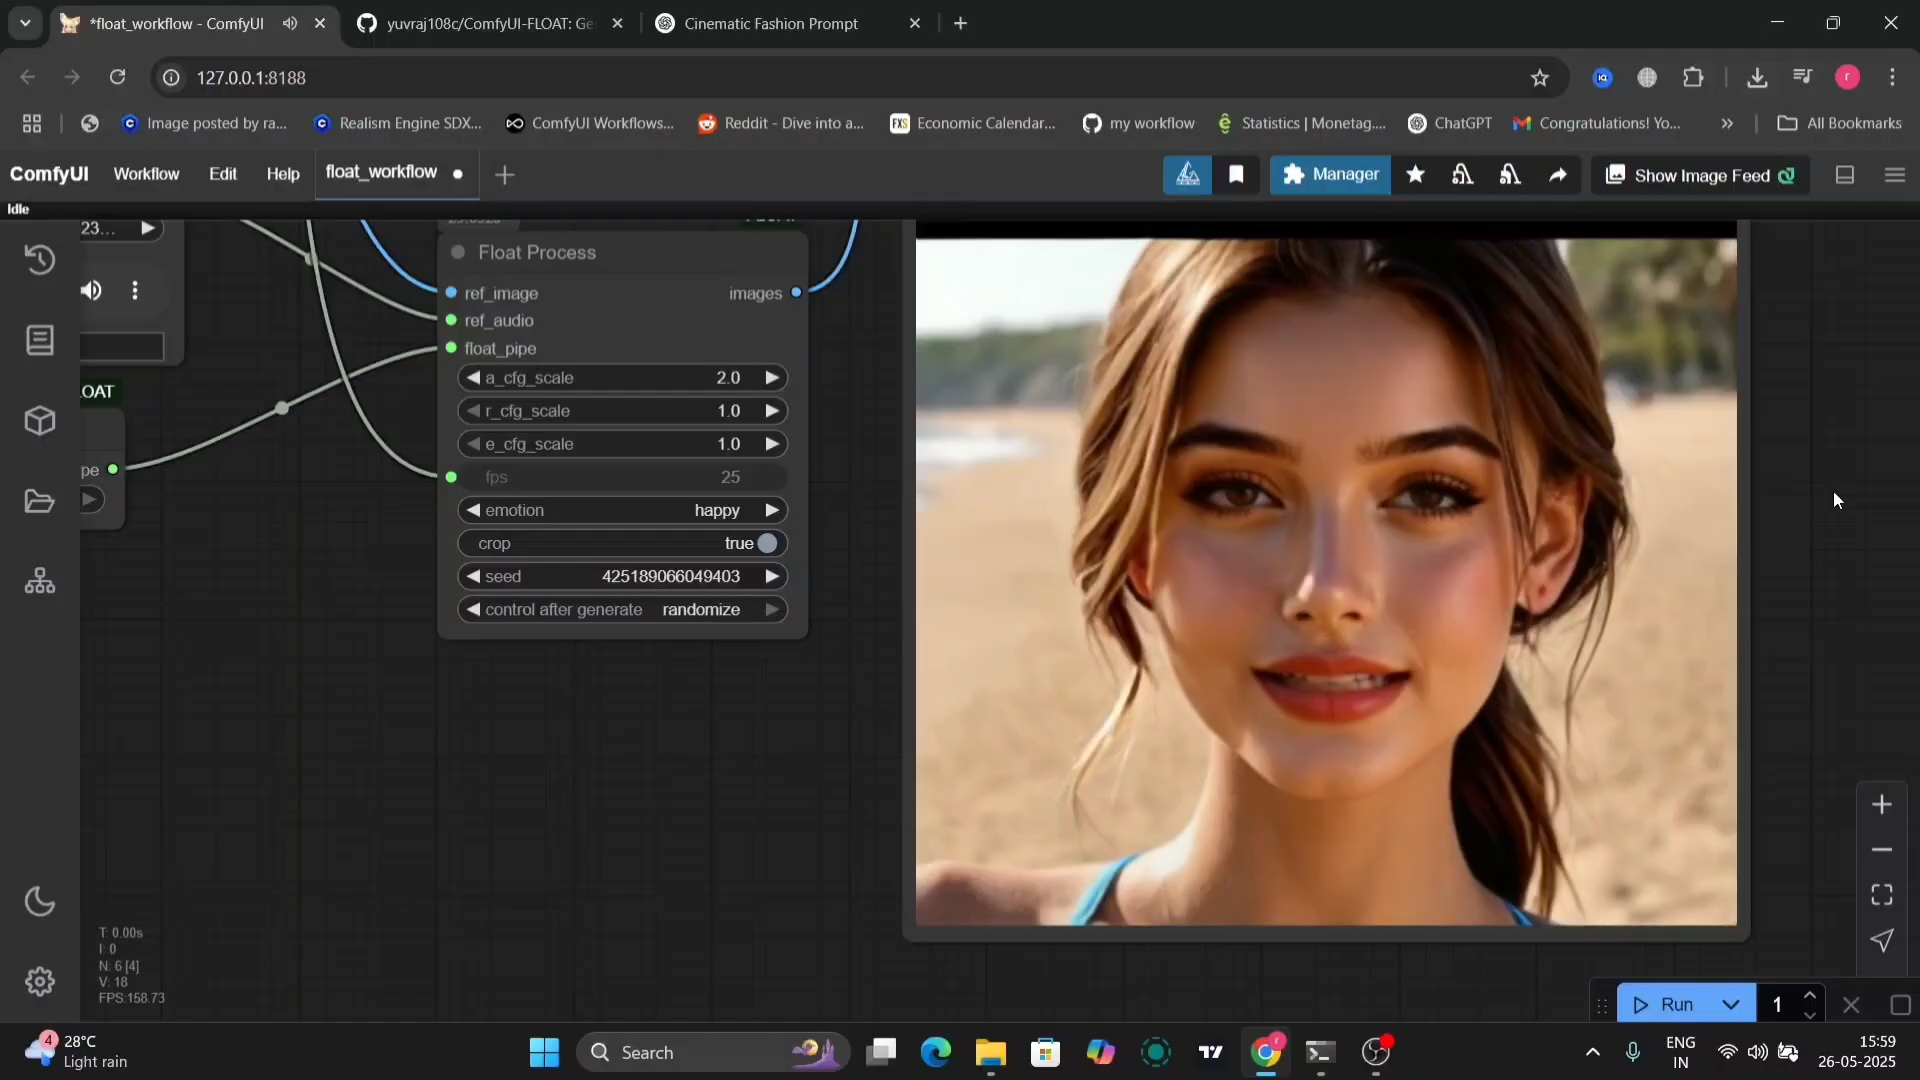 *float_workflow - ComfyUI
yuvraj108c/ComfyUI-FLOAT: Ge
Cinematic Fashion Prompt
127.0.0.1:8188
r
Image posted by ra...
Realism Engine SDX...
ComfyUI Workflows...
Reddit - Dive into a...
FXS
Economic Calendar...
my workflow
Statistics | Monetag....
ChatGPT
Congratulations! Yo...
All Bookmarks
ComfyUI
Workflow
Edit
Help
float_workflow
Manager
Show Image Feed
Idle
23...
Float Process
ref_image
images
ref_audio
float_pipe
a_cfg_scale 2.0
LOAT
r_cfg_scale 1.0
e_cfg_scale 1.0
pe
fps 25
emotion happy
crop true
seed 425189066049403
control after generate randomize
T: 0.00s
I: 0
N: 6 [4]
V: 18
FPS:158.73
Run
1
4
28°C
Light rain
Search
ENG
IN
15:59
26-05-2025